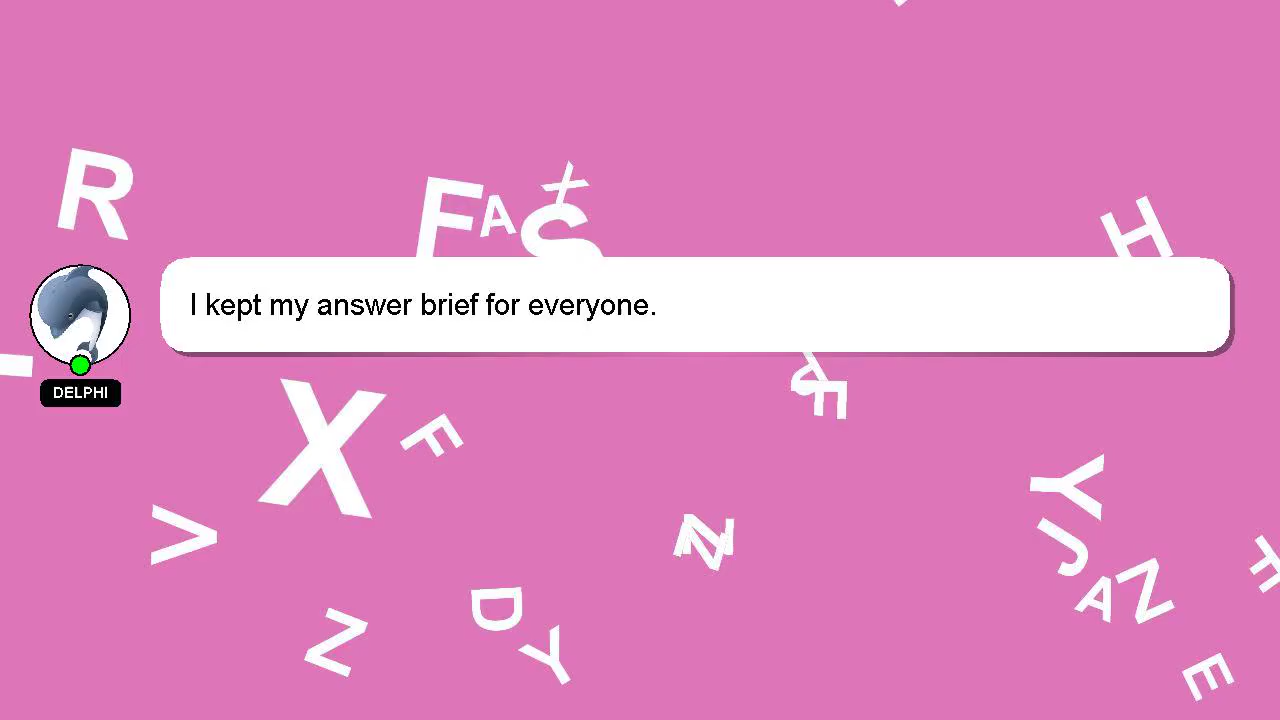 R
F
A
X
S
H
I kept my answer brief for everyone.
DELPHI
X
F
R
F
Y
V
N
Z
J
A
Z
F
D
Y
Z
E